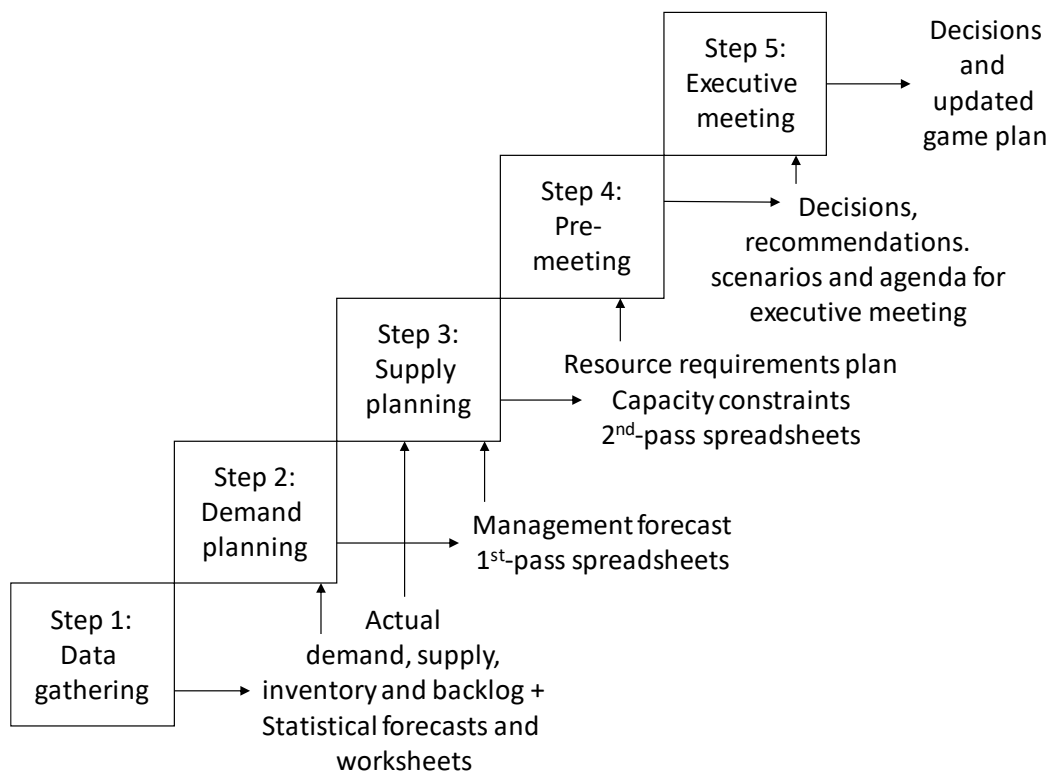 Step 5:
Executive
meeting
Decisions
and
updated
game plan
Step 4:
Pre-
meeting
Decisions,
recommendations.
scenarios and agenda for
executive meeting
Step 3:
Supply
planning
Resource requirements plan
Capacity constraints
2nd-pass spreadsheets
Step 2:
Demand
planning
Management forecast
1st-pass spreadsheets
Step 1:
Data
gathering
Actual
demand, supply,
inventory and backlog +
Statistical forecasts and
worksheets